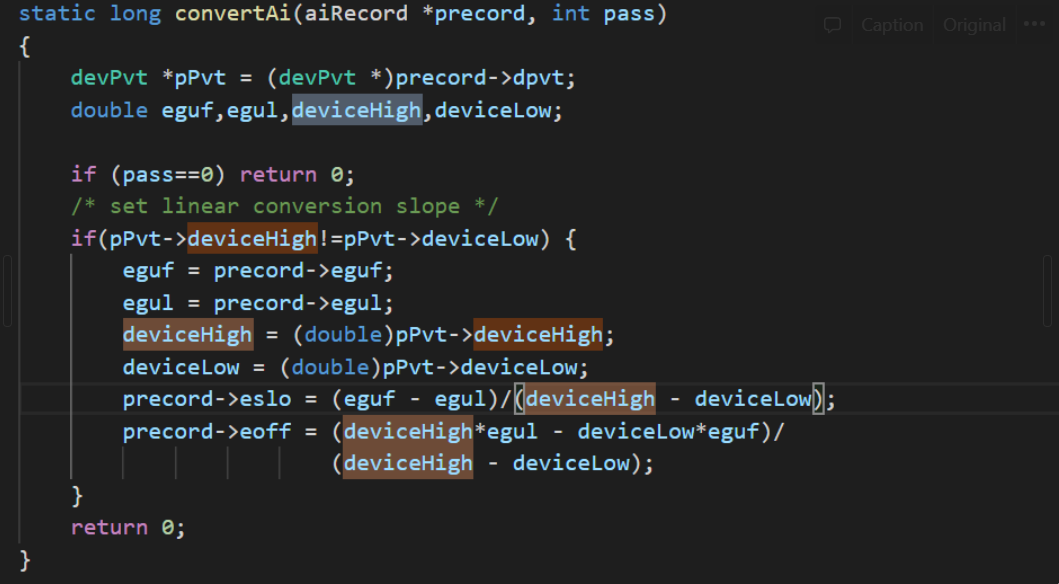 static long convertAi(aiRecord *precord, int pass)
Caption Original
{
devPvt *pPvt = (devPvt *)precord->dpvt;
double eguf,egul,deviceHigh,deviceLow;
if (pass==0) return 0;
/* set linear conversion slope */
if(pPvt->deviceHigh!=pPvt->deviceLow) {
eguf = precord->eguf;
egul = precord->egul;
deviceHigh = (double)pPvt->deviceHigh;
deviceLow = (double)pPvt->deviceLow;
precord->eslo = (eguf - egul)/(deviceHigh - deviceLow);
precord->eoff = (deviceHigh*egul - deviceLow*eguf)/
(deviceHigh - deviceLow);
}
return 0;
}